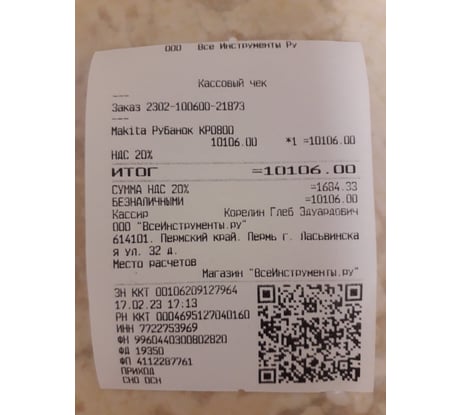 ООО Все Инструменты Ру
Кассовый чек
Заказ 2302-100600-21873
Makita Рубанок KP0800
10106.00 *1 =10106.00
НДС 20%
ИТОГ =10106.00
СУММА НДС 20% =1684.33
БЕЗНАЛИЧНЫМИ =10106.00
Кассир Корелин Глеб Эдуардович
ООО "ВсеИнструменты.ру"
614101. Пермский край. Пермь г. Ласьвинска
я ул. 32 д.
Место расчетов
Магазин "ВсеИнструменты.ру"
ЗН ККТ 00106209127964
17.02.23 17:13
РН ККТ 0004695127040160
ИНН 7722753969
ФН 9960440300802820
ФД 19350
ФП 4112287761
ПРИХОД
СНО ОСН